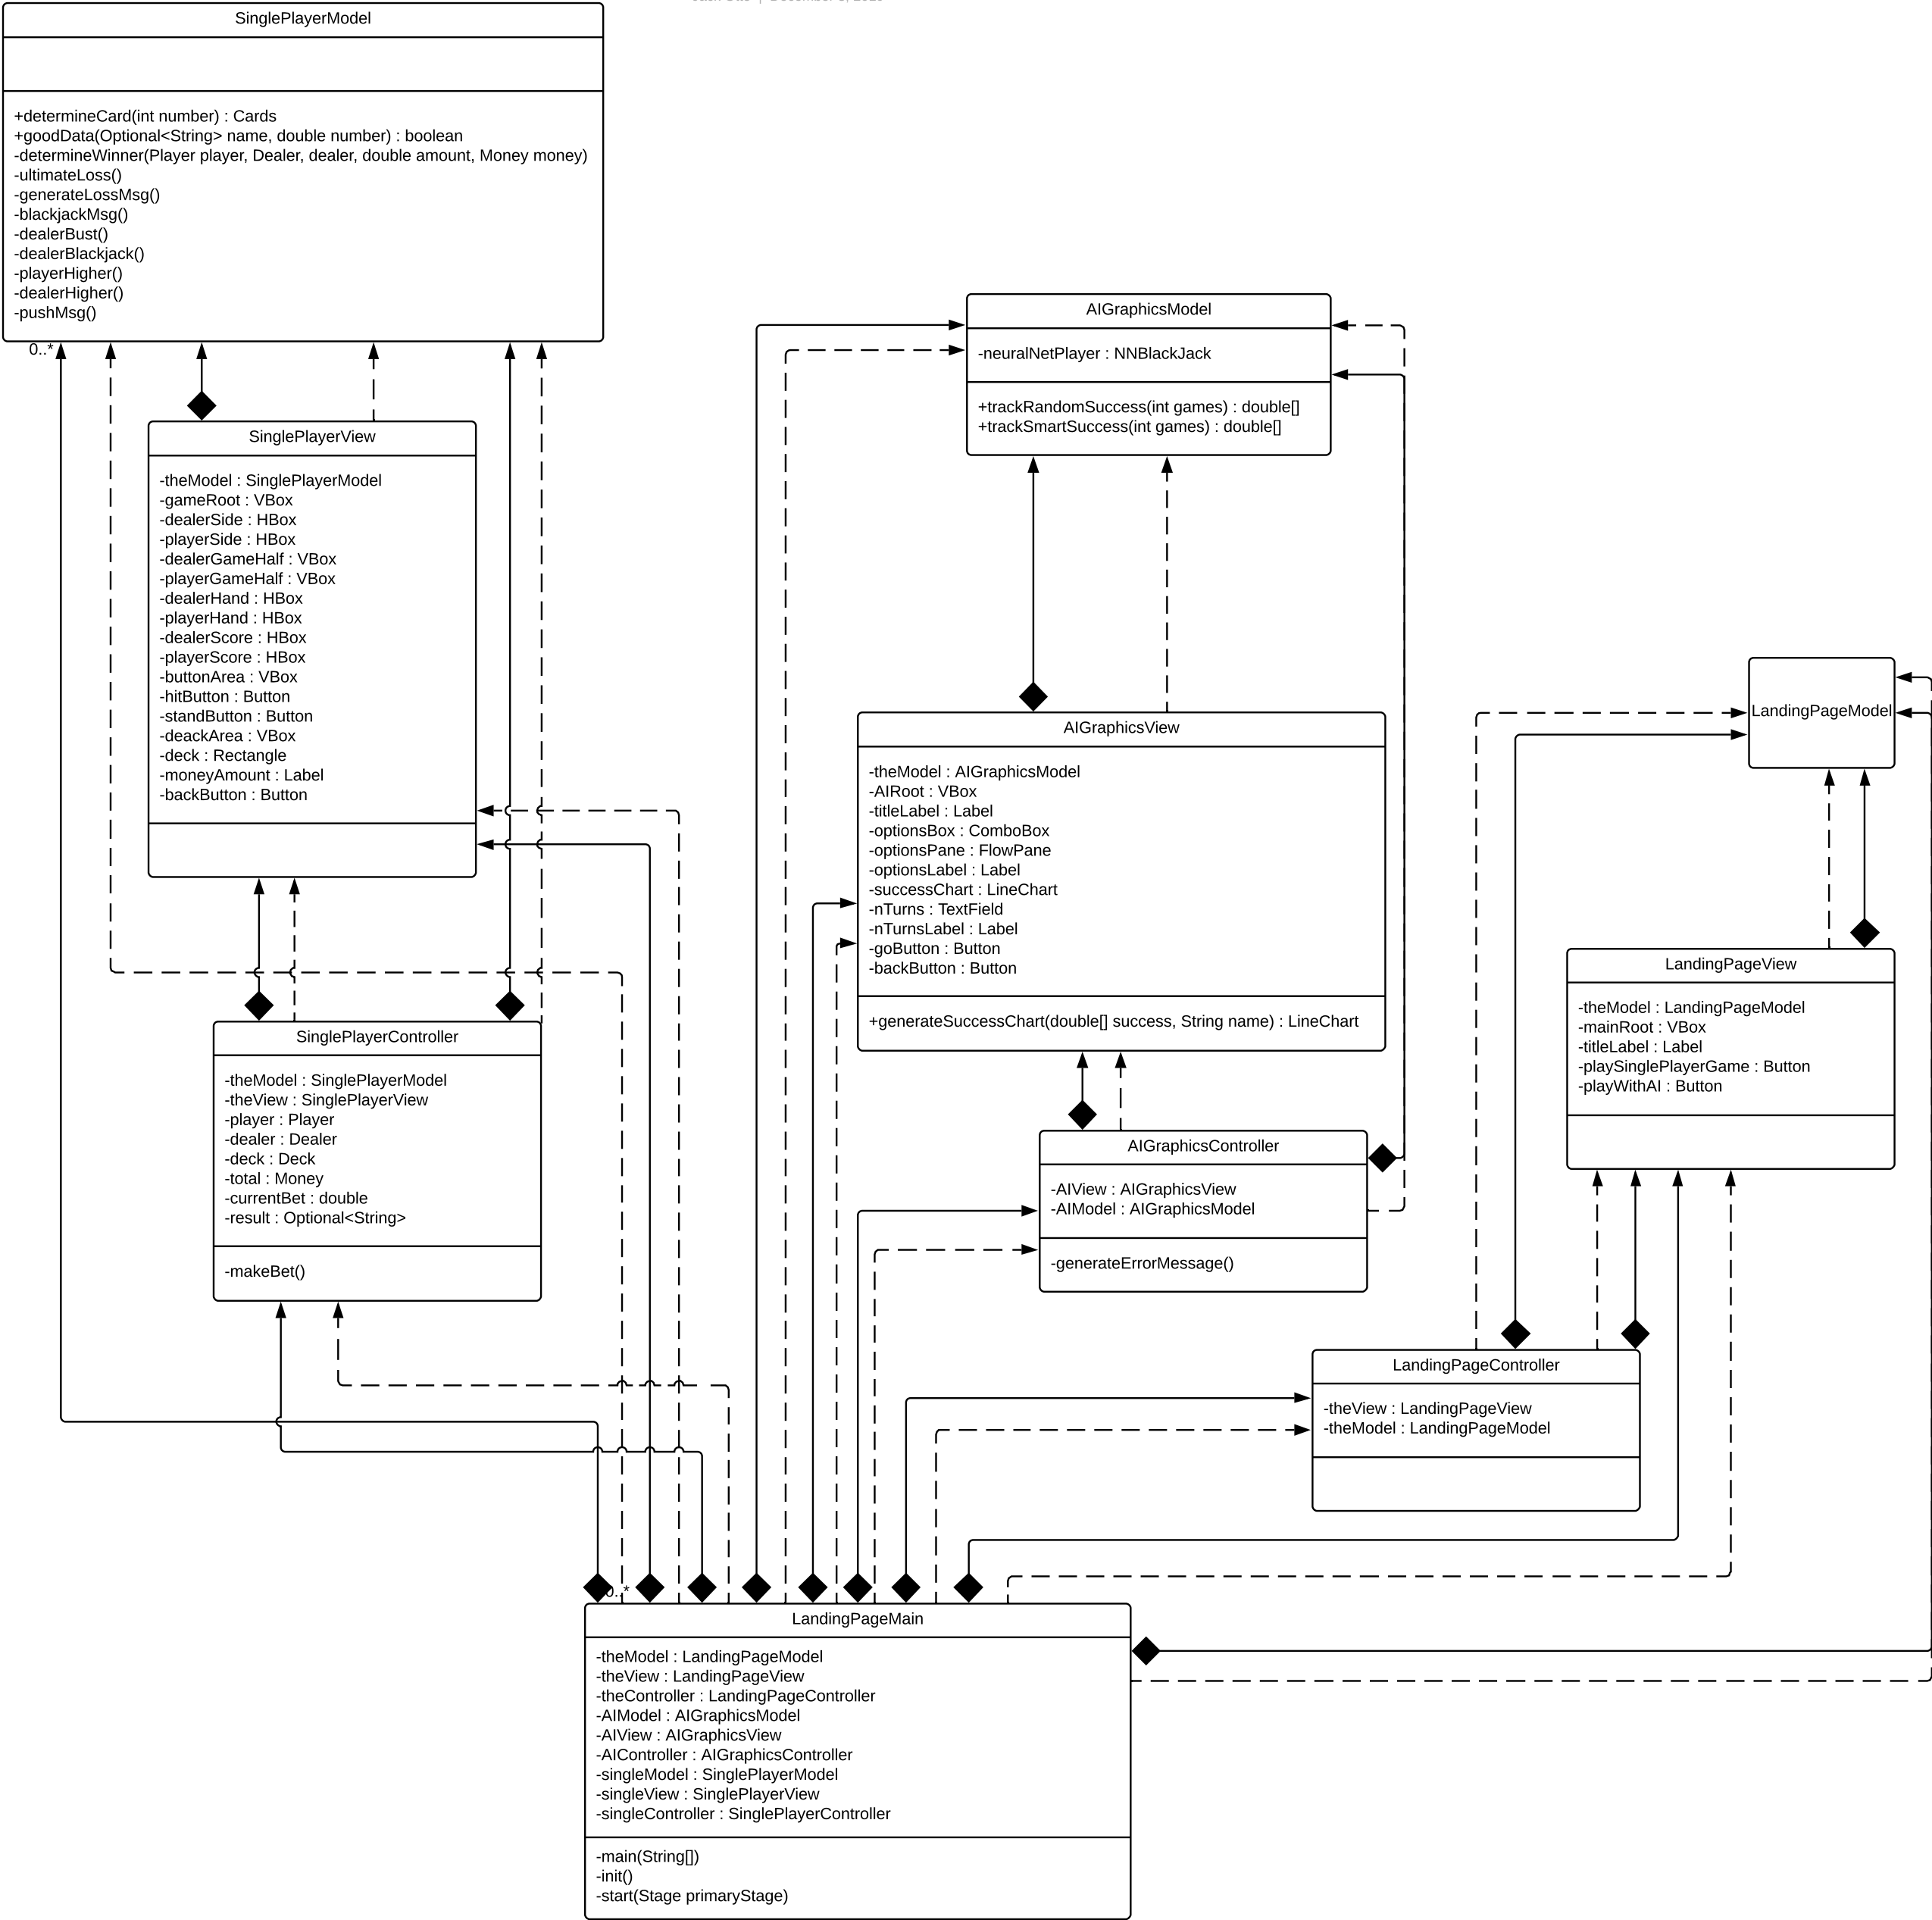 SinglePlayerModel
+determineCard(int number) : Cards
+goodData(Optional<String> name, double number) : boolean
-determineWinner(Player player, Dealer, dealer, double amount, Money money)
-ultimateLoss()
-generateLossMsg()
-blackjackMsg()
-dealerBust()
-dealerBlackjack()
-playerHigher()
-dealerHigher()
-pushMsg()
0..*
SinglePlayerView
-theModel : SinglePlayerModel
-gameRoot : VBox
-dealerSide : HBox
-playerSide : HBox
-dealerGameHalf : VBox
-playerGameHalf : VBox
-dealerHand : HBox
-playerHand : HBox
-dealerScore : HBox
-playerScore : HBox
-buttonArea : VBox
-hitButton : Button
-standButton : Button
-deackArea : VBox
-deck : Rectangle
-moneyAmount : Label
-backButton : Button
SinglePlayerController
-theModel : SinglePlayerModel
-theView : SinglePlayerView
-player : Player
-dealer : Dealer
-deck : Deck
-total : Money
-currentBet : double
-result : Optional<String>
-makeBet()
AIGraphicsModel
-neuralNetPlayer : NNBlackJack
+trackRandomSuccess(int games) : double[]
+trackSmartSuccess(int games) : double[]
AIGraphicsView
-theModel : AIGraphicsModel
-AIRoot : VBox
-titleLabel : Label
-optionsBox : ComboBox
-optionsPane : FlowPane
-optionsLabel : Label
-successChart : LineChart
-nTurns : TextField
-nTurnsLabel : Label
-goButton : Button
-backButton : Button
+generateSuccessChart(double[] success, String name) : LineChart
AIGraphicsController
-AIView : AIGraphicsView
-AIModel : AIGraphicsModel
-generateErrorMessage()
LandingPageModel
LandingPageView
-theModel : LandingPageModel
-mainRoot : VBox
-titleLabel : Label
-playSinglePlayerGame : Button
-playWithAI : Button
LandingPageController
-theView : LandingPageView
-theModel : LandingPageModel
0..*
LandingPageMain
-theModel : LandingPageModel
-theView : LandingPageView
-theController : LandingPageController
-AIModel : AIGraphicsModel
-AIView : AIGraphicsView
-AIController : AIGraphicsController
-singleModel : SinglePlayerModel
-singleView : SinglePlayerView
-singleController : SinglePlayerController
-main(String[])
-init()
-start(Stage primaryStage)